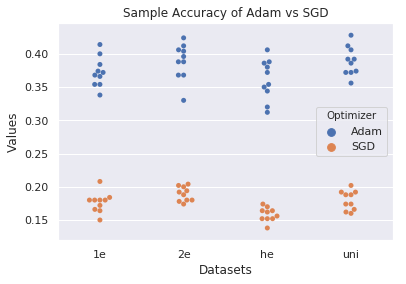 Sample Accuracy of Adam vs SGD
0.40
0.35
0.30
0.25
0.20
0.15
Values
Optimizer
Adam
SGD
1e 2e he uni
Datasets